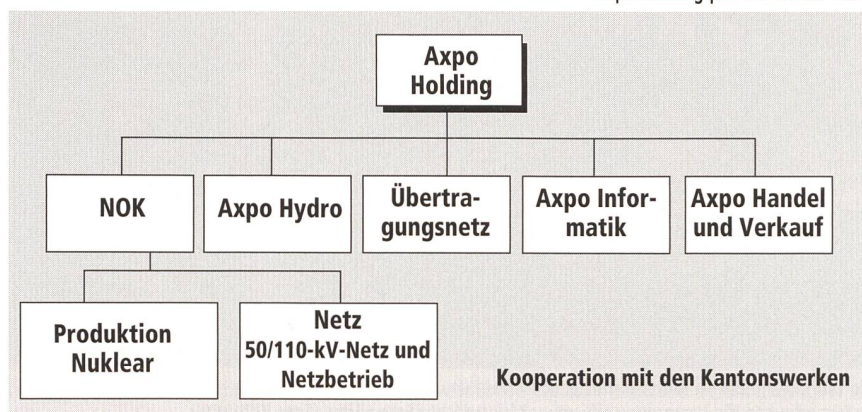 Axpo
Holding
NOK
Axpo Hydro
Übertra-
gungsnetz
Axpo Infor-
matik
Axpo Handel
und Verkauf
Produktion
Nuklear
Netz
50/110-kV-Netz und
Netzbetrieb
Kooperation mit den Kantonswerken